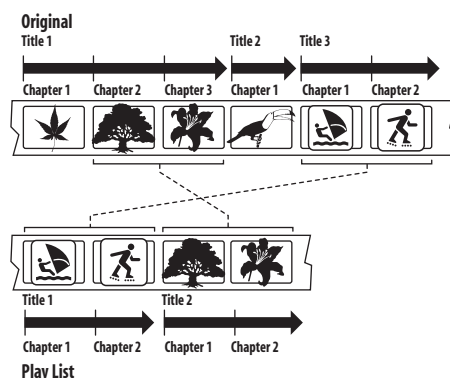 Original
Title 1 Title 2 Title 3
Chapter 1 Chapter 2 Chapter 3 Chapter 1 Chapter 1 Chapter 2
Title 1 Title 2
Chapter 1 Chapter 2 Chapter 1 Chapter 2
Play List